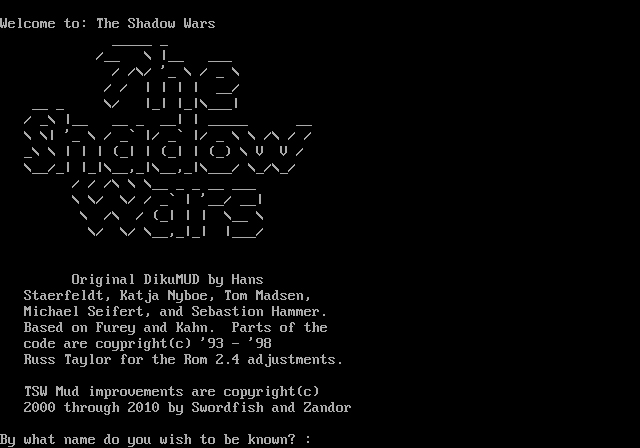 Welcome to: The Shadow Wars
The
Shadow
Wars
Original DikuMUD by Hans
Staerfeldt, Katja Nyboe, Tom Madsen,
Michael Seifert, and Sebastion Hammer.
Based on Furey and Kahn.  Parts of the
code are coypright(c) '93 - '98
Russ Taylor for the Rom 2.4 adjustments.
TSW Mud improvements are copyright(c)
2000 through 2010 by Swordfish and Zandor
By what name do you wish to be known? :